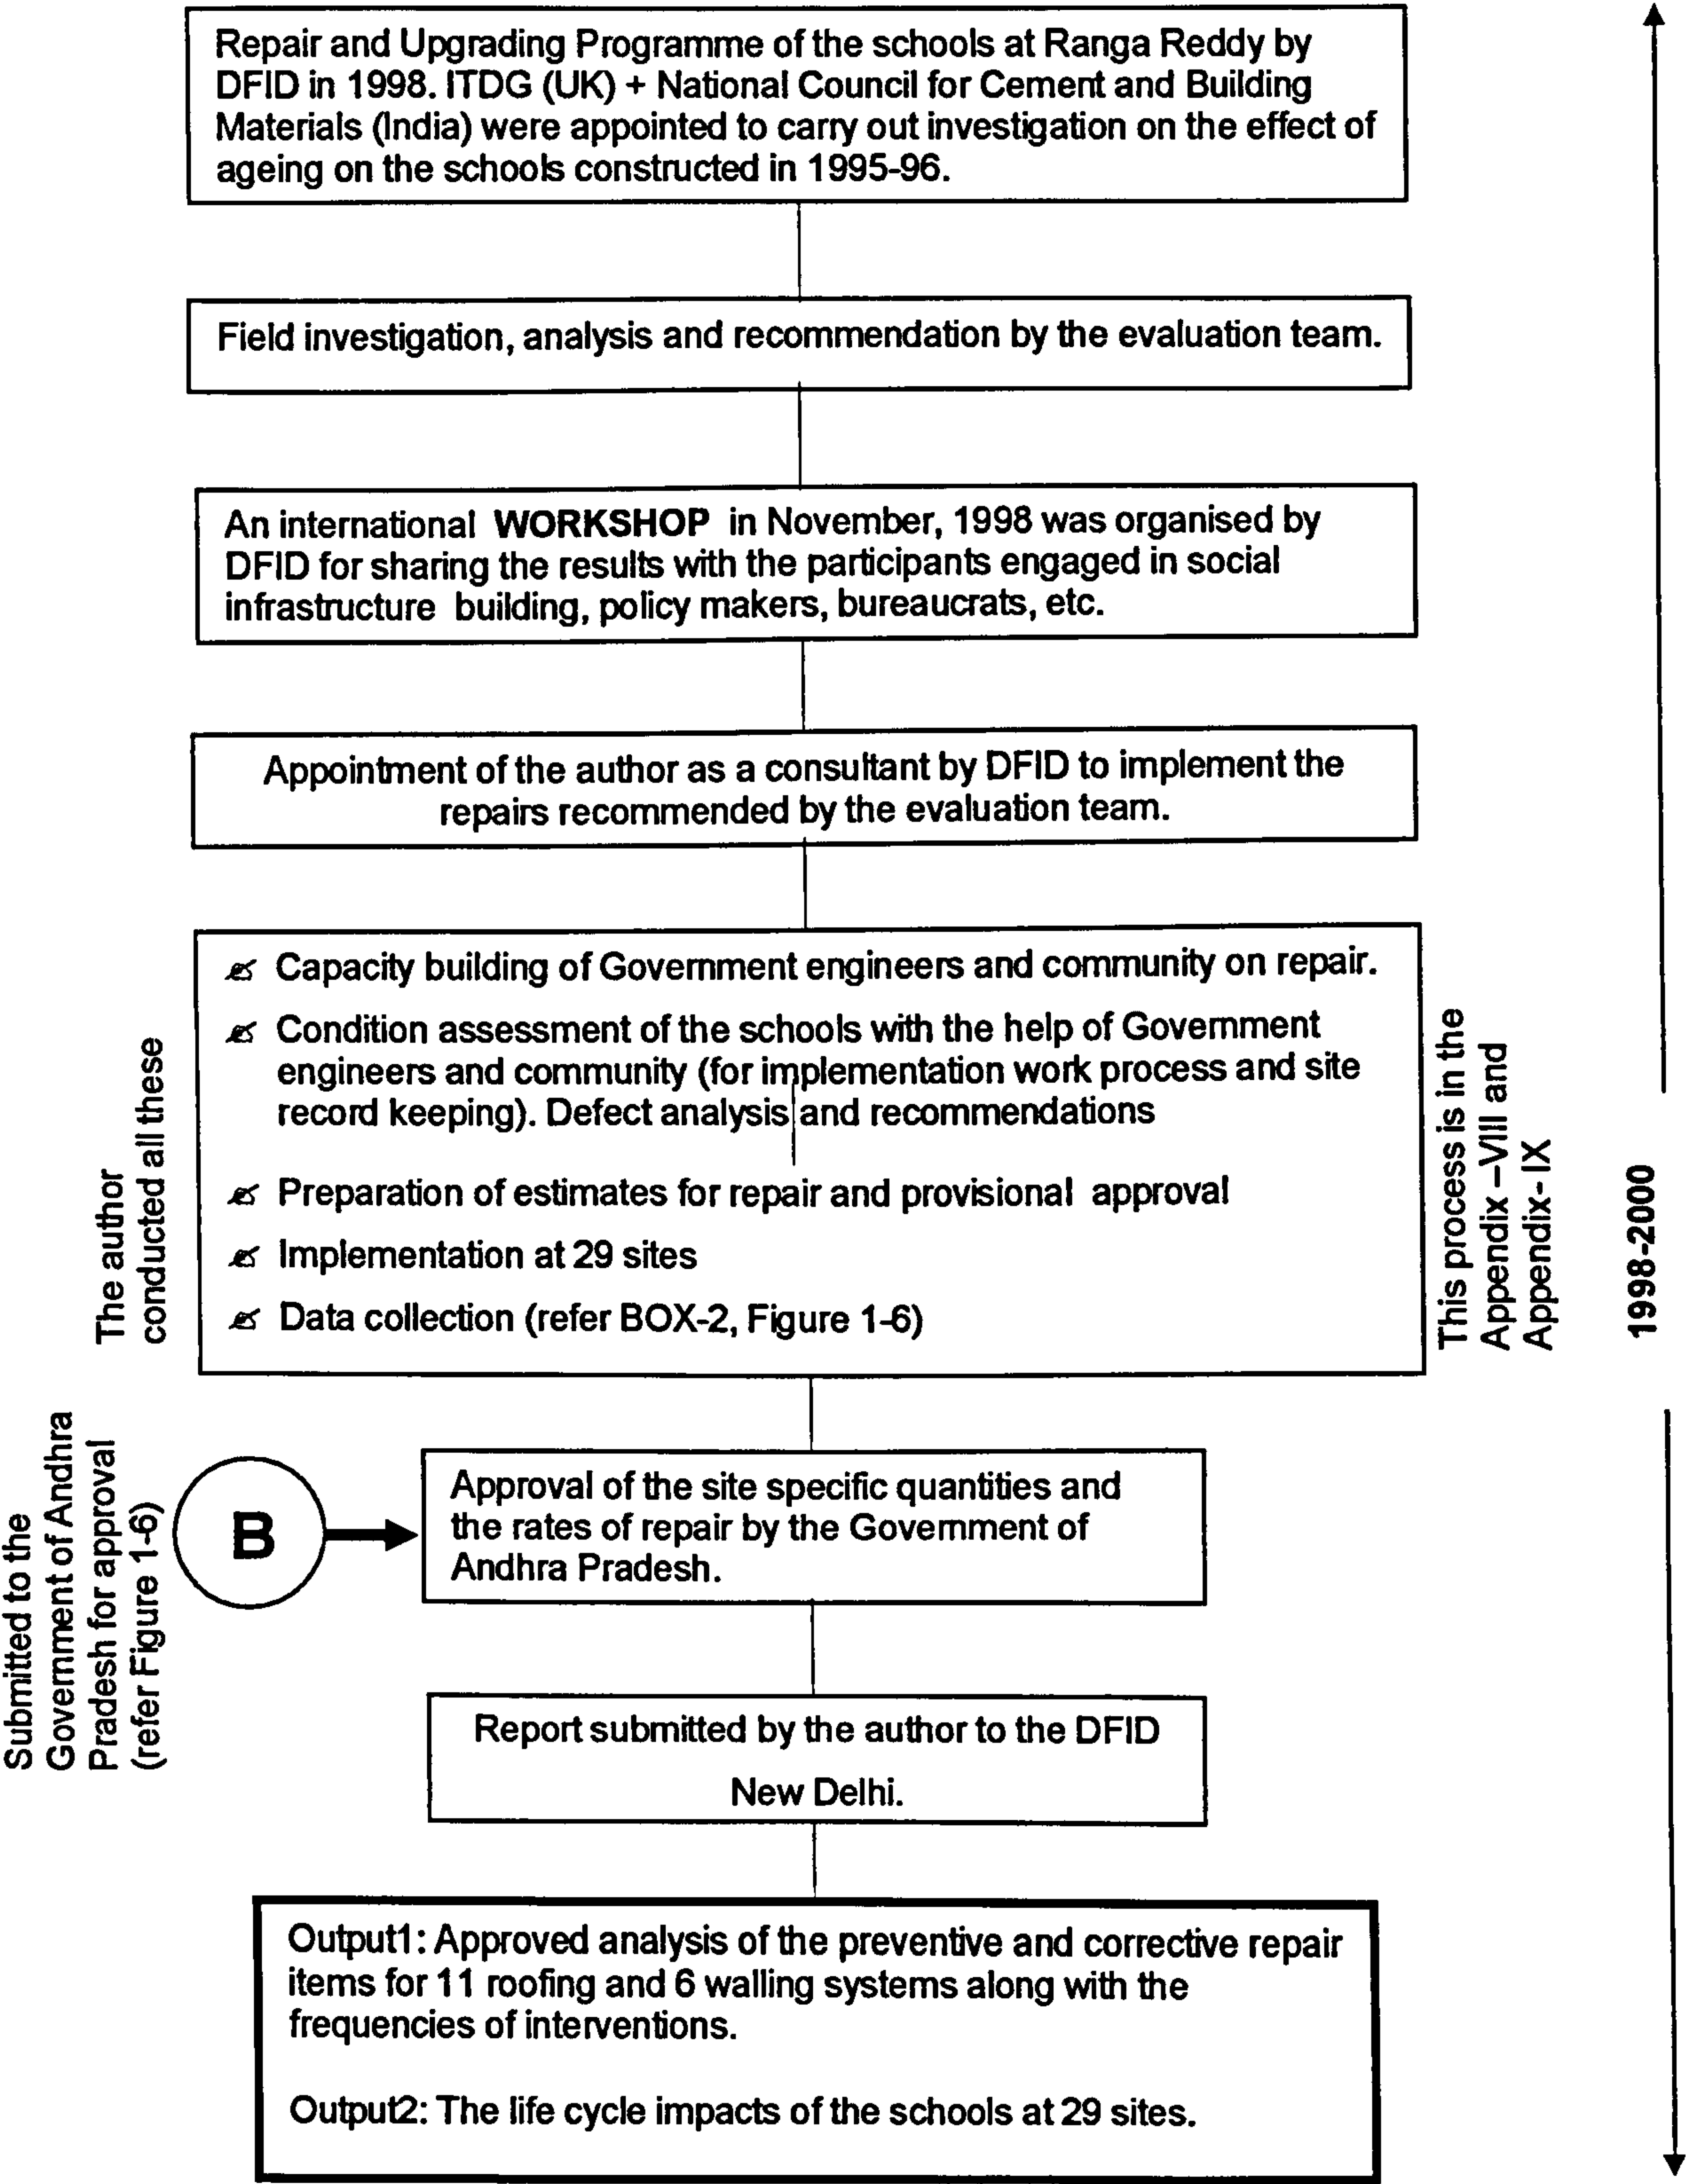 Repair and Upgrading Programme of the schools at Ranga Reddy by
DFID in 1998. ITDG (UK) + National Council for Cement and Building
Materials (India) were appointed to carry out investigation on the effect of
ageing on the schools constructed in 1995-96.
Field investigation, analysis and recommendation by the evaluation team.
An international WORKSHOP in November, 1998 was organised by
DFID for sharing the results with the participants engaged in social
infrastructure building, policy makers, bureaucrats, etc.
Appointment of the author as a consultant by DFID to implement the
repairs recommended by the evaluation team.
The author
conducted all these
Capacity building of Government engineers and community on repair.
Condition assessment of the schools with the help of Government
engineers and community (for implementation work process and site
record keeping). Defect analysis and recommendations
Preparation of estimates for repair and provisional approval
Implementation at 29 sites
Data collection (refer BOX-2, Figure 1-6)
This process is in the
Appendix –VIII and
Appendix- IX
1998-2000
Submitted to the
Government of Andhra
Pradesh for approval
(refer Figure 1-6)
B
Approval of the site specific quantities and
the rates of repair by the Government of
Andhra Pradesh.
Report submitted by the author to the DFID
New Delhi.
Output1: Approved analysis of the preventive and corrective repair
items for 11 roofing and 6 walling systems along with the
frequencies of interventions.
Output2: The life cycle impacts of the schools at 29 sites.